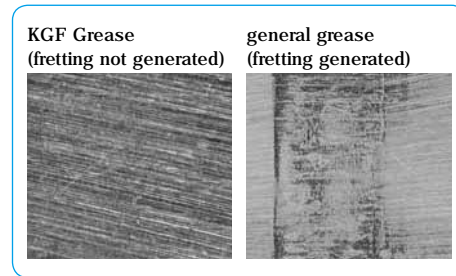 KGF Grease
(fretting not generated)
general grease
(fretting generated)